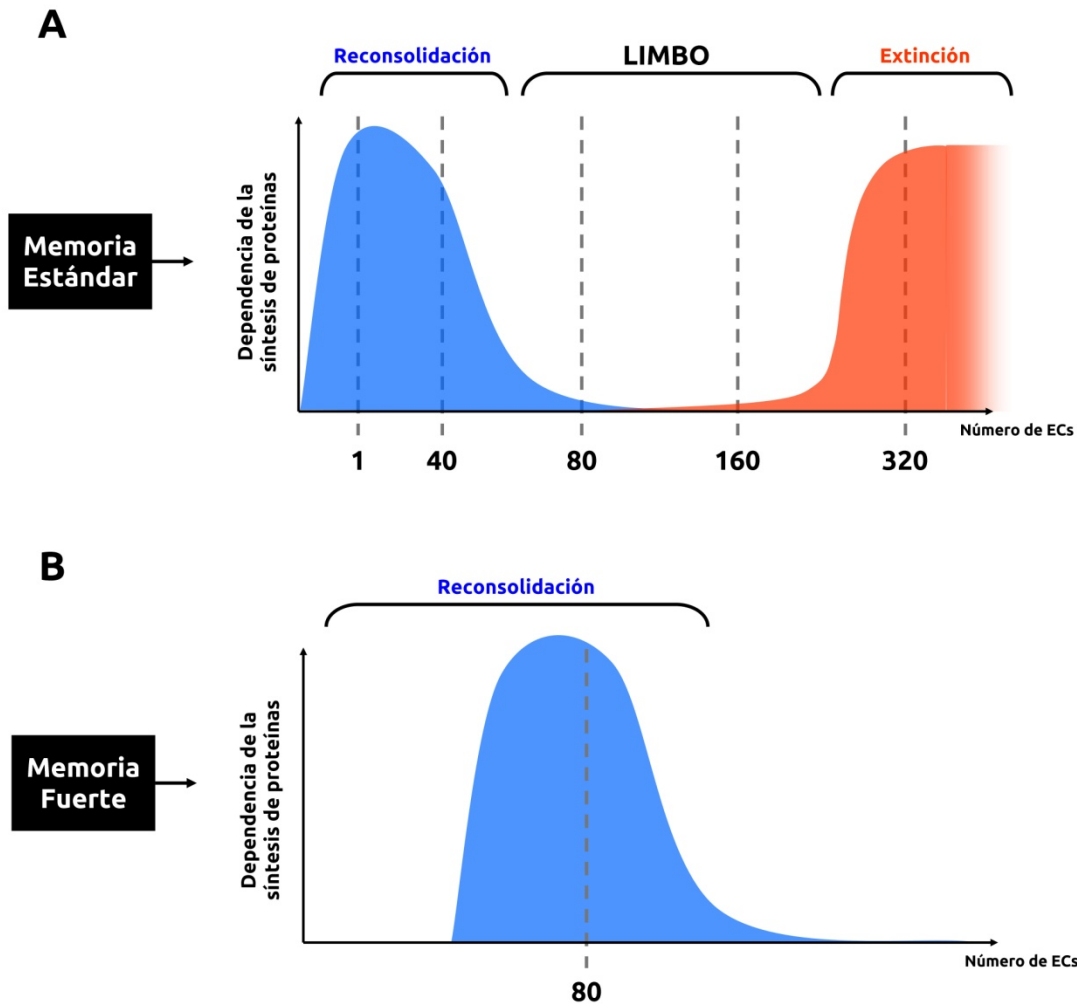 A
Reconsolidación
LIMBO
Extinción
Memoria
Estándar
Dependencia de la
síntesis de proteínas
Número de ECs
1
40
80
160
320
B
Reconsolidación
Memoria
Fuerte
Dependencia de la
síntesis de proteínas
Número de ECs
80